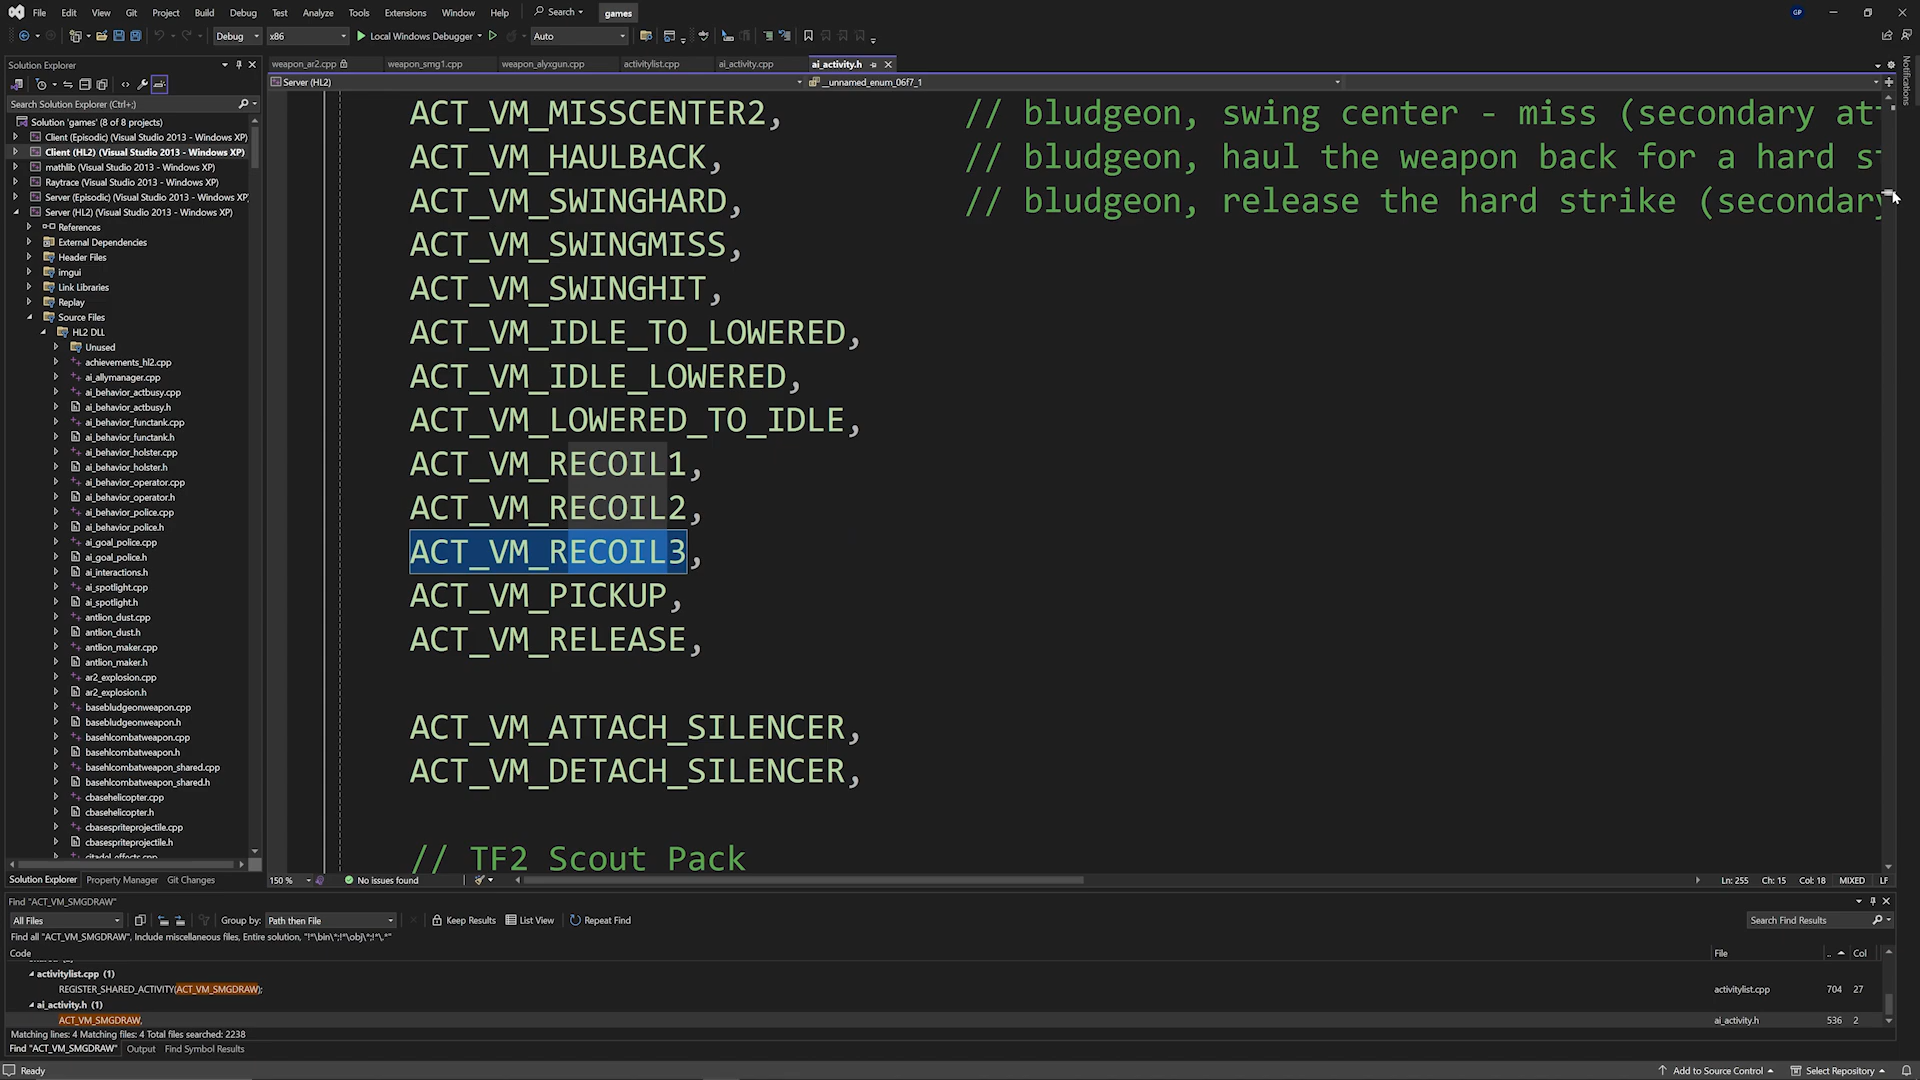 File Edit View Git Project Build Debug Test Analyze Tools Extensions Window Help Search games GP
Debug x86 Local Windows Debugger Auto
Solution Explorer
weapon_ar2.cpp weapon_smg1.cpp weapon_alyxgun.cpp activitylist.cpp ai_activity.cpp ai_activity.h
Server (HL2) __unnamed_enum_06f7_1
Notifications
Search Solution Explorer (Ctrl+;)
Solution 'games' (8 of 8 projects)
Client (Episodic) (Visual Studio 2013 - Windows XP)
Client (HL2) (Visual Studio 2013 - Windows XP)
mathlib (Visual Studio 2013 - Windows XP)
Raytrace (Visual Studio 2013 - Windows XP)
Server (Episodic) (Visual Studio 2013 - Windows XP
Server (HL2) (Visual Studio 2013 - Windows XP)
References
External Dependencies
Header Files
imgui
Link Libraries
Replay
Source Files
HL2 DLL
Unused
achievements_hl2.cpp
ai_allymanager.cpp
ai_behavior_actbusy.cpp
ai_behavior_actbusy.h
ai_behavior_functank.cpp
ai_behavior_functank.h
ai_behavior_holster.cpp
ai_behavior_holster.h
ai_behavior_operator.cpp
ai_behavior_operator.h
ai_behavior_police.cpp
ai_behavior_police.h
ai_goal_police.cpp
ai_goal_police.h
ai_interactions.h
ai_spotlight.cpp
ai_spotlight.h
antlion_dust.cpp
antlion_dust.h
antlion_maker.cpp
antlion_maker.h
ar2_explosion.cpp
ar2_explosion.h
basebludgeonweapon.cpp
basebludgeonweapon.h
basehlcombatweapon.cpp
basehlcombatweapon.h
basehlcombatweapon_shared.cpp
basehlcombatweapon_shared.h
cbasehelicopter.cpp
cbasehelicopter.h
cbasespriteprojectile.cpp
cbasespriteprojectile.h
citadel_effects.cpp
Solution Explorer Property Manager Git Changes
ACT_VM_MISSCENTER2, // bludgeon, swing center - miss (secondary at
ACT_VM_HAULBACK, // bludgeon, haul the weapon back for a hard st
ACT_VM_SWINGHARD, // bludgeon, release the hard strike (secondary
ACT_VM_SWINGMISS,
ACT_VM_SWINGHIT,
ACT_VM_IDLE_TO_LOWERED,
ACT_VM_IDLE_LOWERED,
ACT_VM_LOWERED_TO_IDLE,
ACT_VM_RECOIL1,
ACT_VM_RECOIL2,
ACT_VM_RECOIL3,
ACT_VM_PICKUP,
ACT_VM_RELEASE,
ACT_VM_ATTACH_SILENCER,
ACT_VM_DETACH_SILENCER,
// TF2 Scout Pack
150 % No issues found Ln: 255 Ch: 15 Col: 18 MIXED LF
Find "ACT_VM_SMGDRAW"
All Files Group by: Path then File Keep Results List View Repeat Find Search Find Results
Find all "ACT_VM_SMGDRAW", Include miscellaneous files, Entire solution, "!*\bin\*;!*\obj\*;!*\.*"
Code File .. Col
activitylist.cpp (1)
REGISTER_SHARED_ACTIVITY(ACT_VM_SMGDRAW); activitylist.cpp 704 27
ai_activity.h (1)
ACT_VM_SMGDRAW, ai_activity.h 536 2
Matching lines: 4 Matching files: 4 Total files searched: 2238
Find "ACT_VM_SMGDRAW" Output Find Symbol Results
Ready Add to Source Control Select Repository